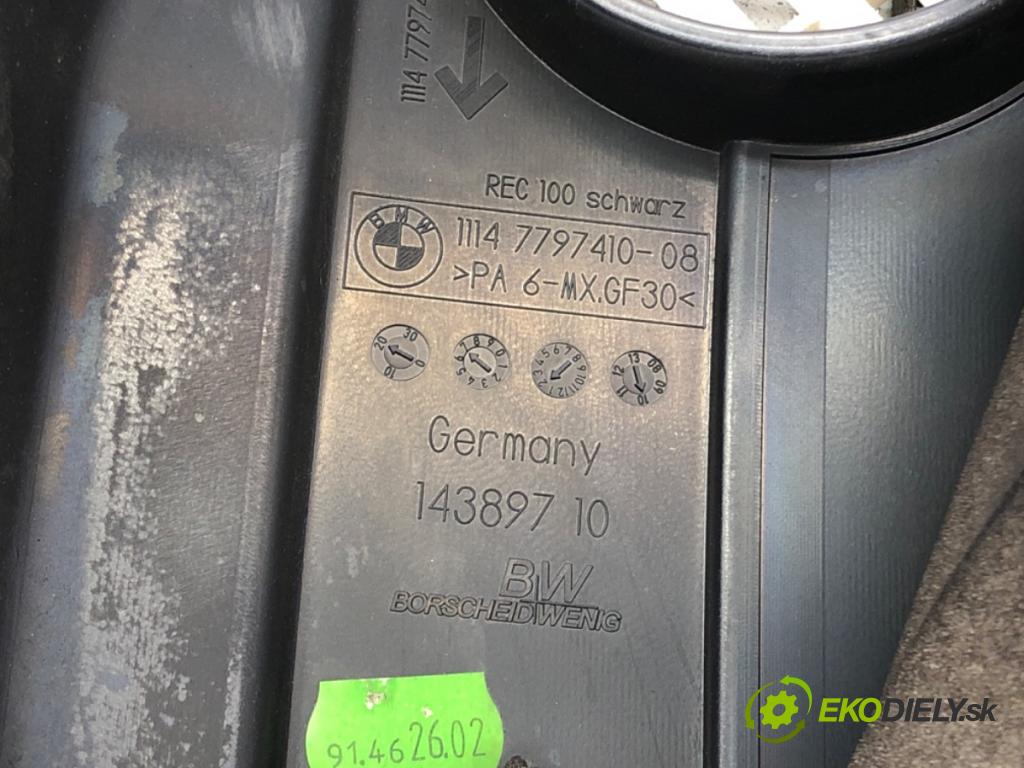 1114 7797
REC 100 schwarz
BMW
1114 7797410-08
>PA 6-MX.GF30<
Germany
143897 10
BW
BORSCHEIDWENIG
91.46 26.02
EKODIELY.sk